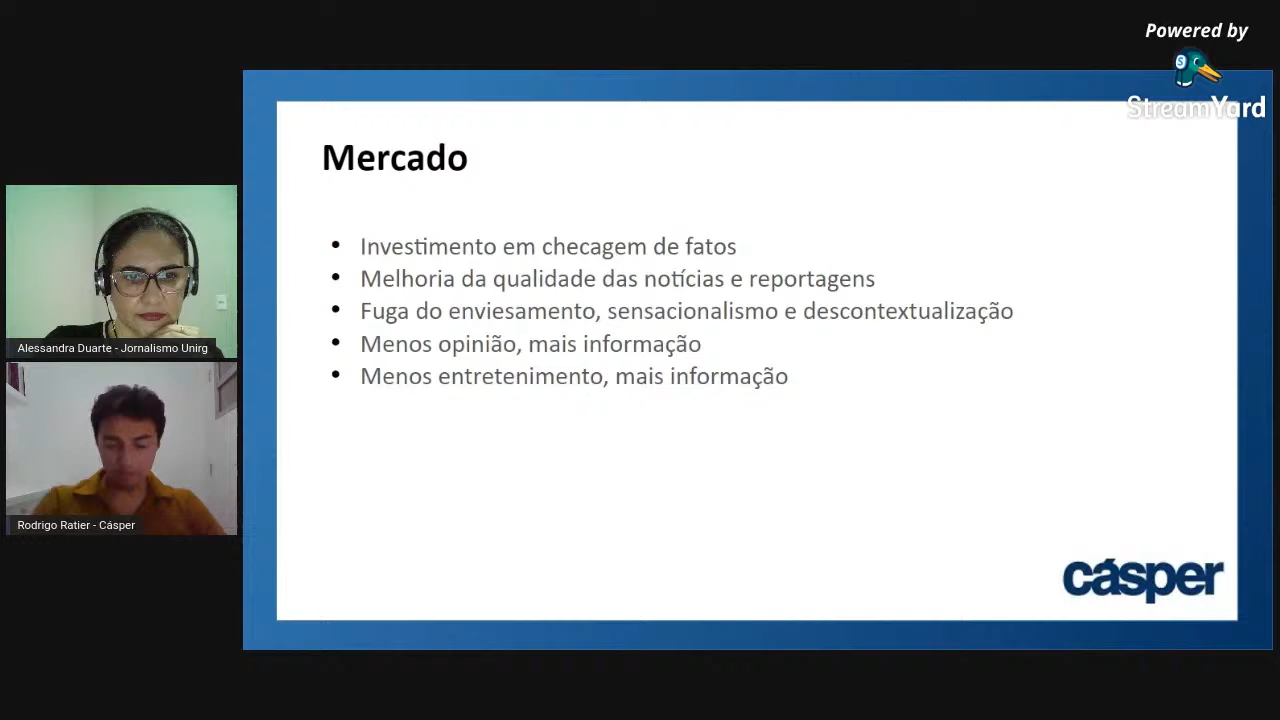 Powered by
StreamYard
Mercado
• Investimento em checagem de fatos
• Melhoria da qualidade das notícias e reportagens
• Fuga do enviesamento, sensacionalismo e descontextualização
• Menos opinião, mais informação
• Menos entretenimento, mais informação
Alessandra Duarte - Jornalismo Unirg
Rodrigo Ratier - Cásper
cásper